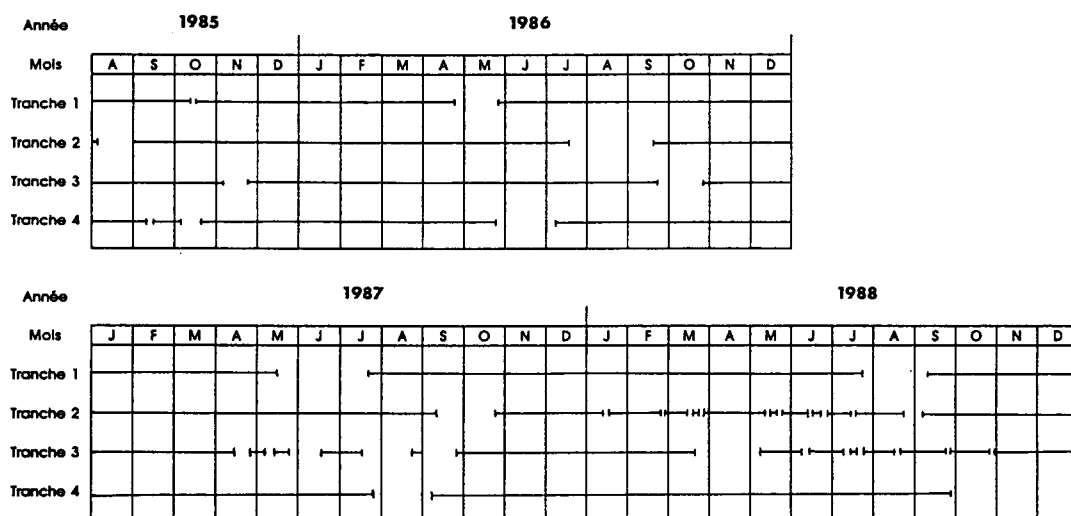 Année 1985 1986
Mois A S O N D J F M A M J J A S O N D
Tranche 1
Tranche 2
Tranche 3
Tranche 4
Année 1987 1988
Mois J F M A M J J A S O N D J F M A M J J A S O N D
Tranche 1
Tranche 2
Tranche 3
Tranche 4